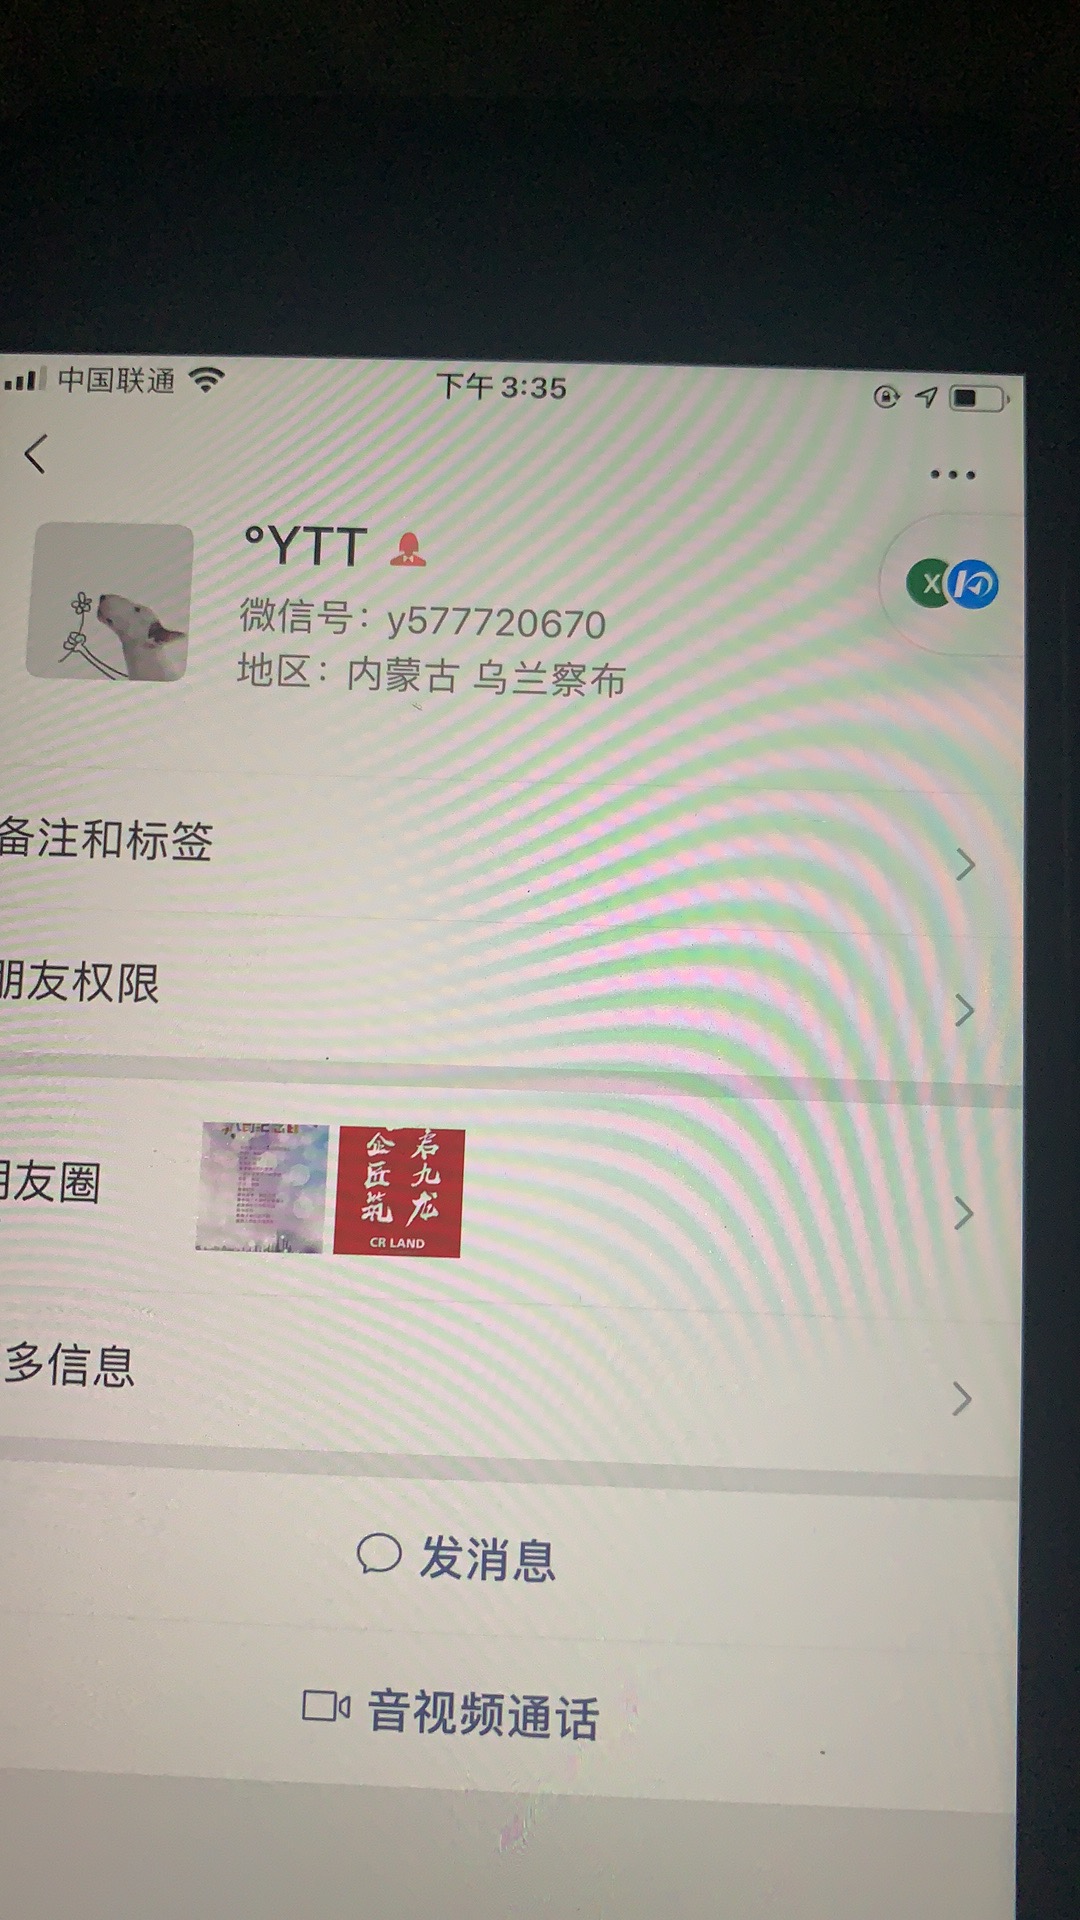 中国联通 下午3:35
°YTT
微信号：y577720670
地区：内蒙古 乌兰察布
备注和标签
朋友权限
朋友圈
企 启
匠 九
筑 龙
CR LAND
多信息
发消息
音视频通话